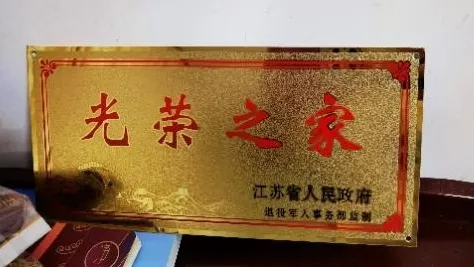 光荣之家
江苏省人民政府
退役军人事务部监制